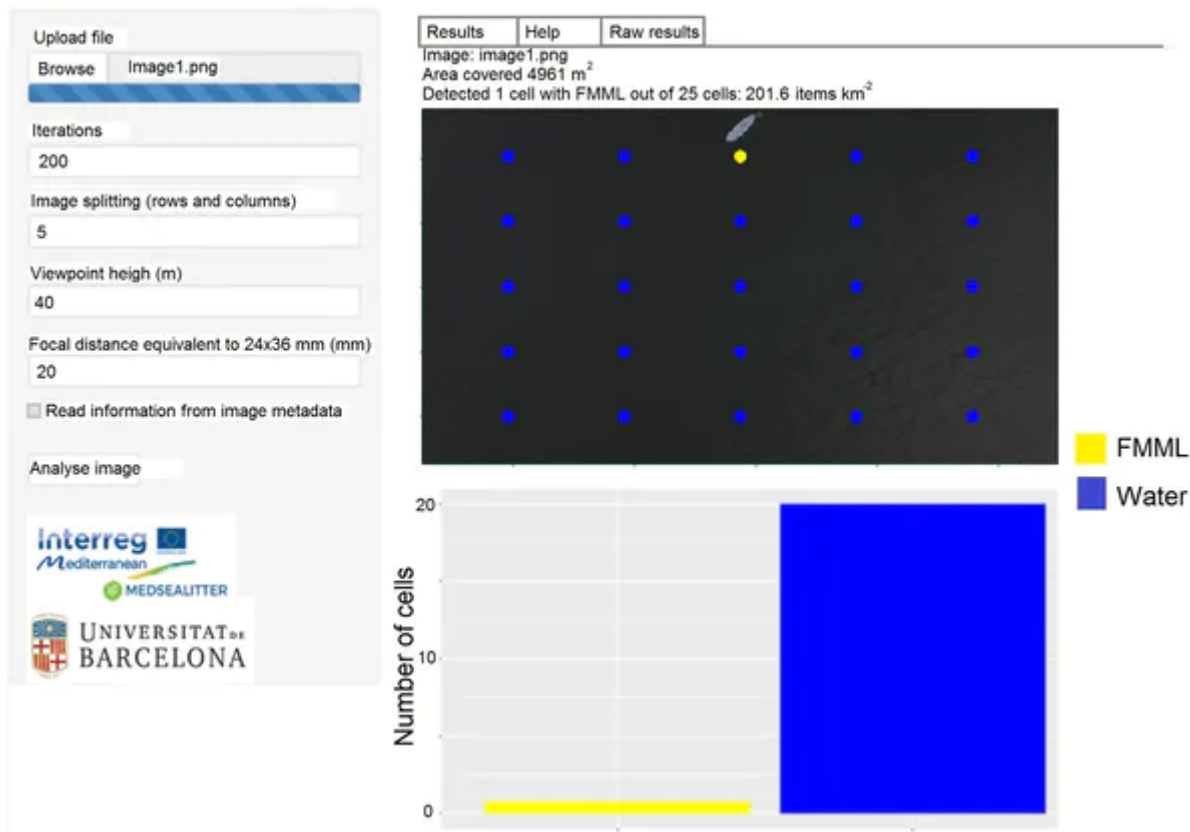 Upload file
Browse Image1.png
Iterations
200
Image splitting (rows and columns)
5
Viewpoint heigh (m)
40
Focal distance equivalent to 24x36 mm (mm)
20
Read information from image metadata
Analyse image
Interreg
Mediterranean
MEDSEALITTER
UNIVERSITAT DE
BARCELONA
Results Help Raw results
Image: image1.png
Area covered 4961 m²
Detected 1 cell with FMML out of 25 cells: 201.6 items km⁻²
FMML
Water
Number of cells
20
10
0